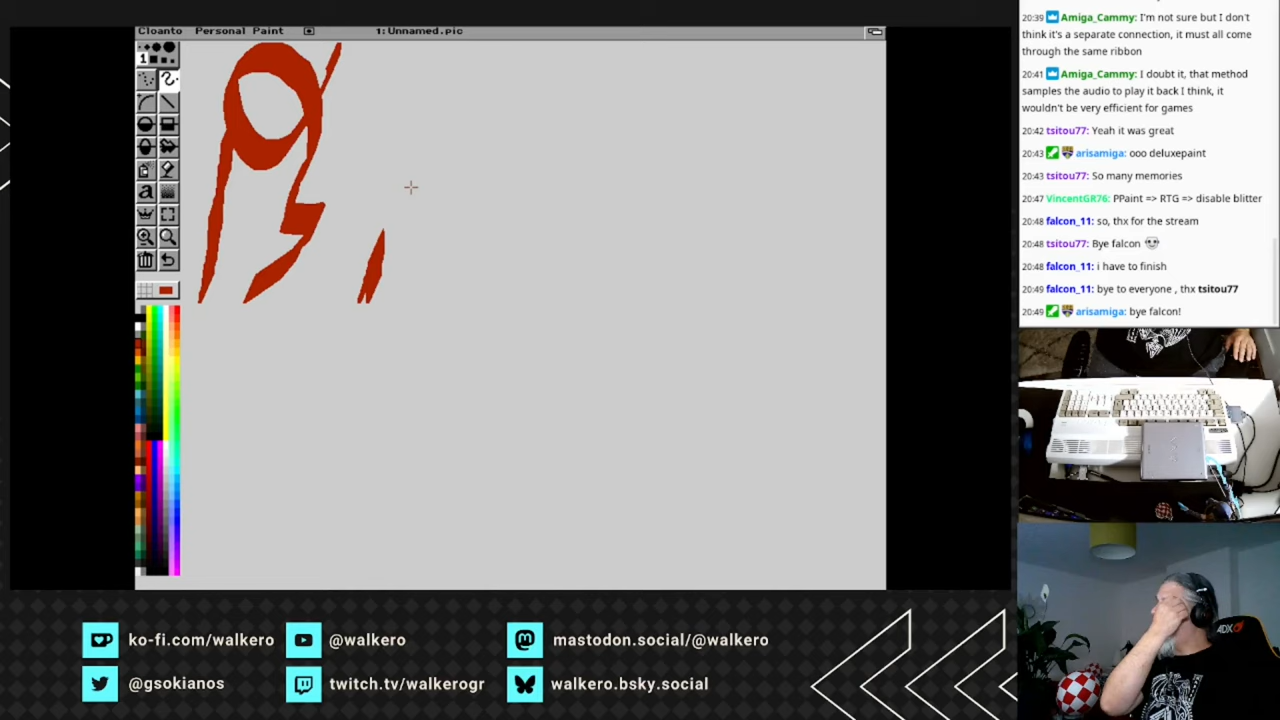 Cloanto Personal Paint 1:Unnamed.pic
1
a
20:39 Amiga_Cammy: I'm not sure but I don't
think it's a separate connection, it must all come
through the same ribbon
20:41 Amiga_Cammy: I doubt it, that method
samples the audio to play it back I think, it
wouldn't be very efficient for games
20:42 tsitou77: Yeah it was great
20:43 arisamiga: ooo deluxepaint
20:43 tsitou77: So many memories
20:47 VincentGR76: PPaint => RTG => disable blitter
20:48 falcon_11: so, thx for the stream
20:48 tsitou77: Bye falcon
20:48 falcon_11: i have to finish
20:49 falcon_11: bye to everyone , thx tsitou77
20:49 arisamiga: bye falcon!
ko-fi.com/walkero
@walkero
mastodon.social/@walkero
@gsokianos
twitch.tv/walkerogr
walkero.bsky.social